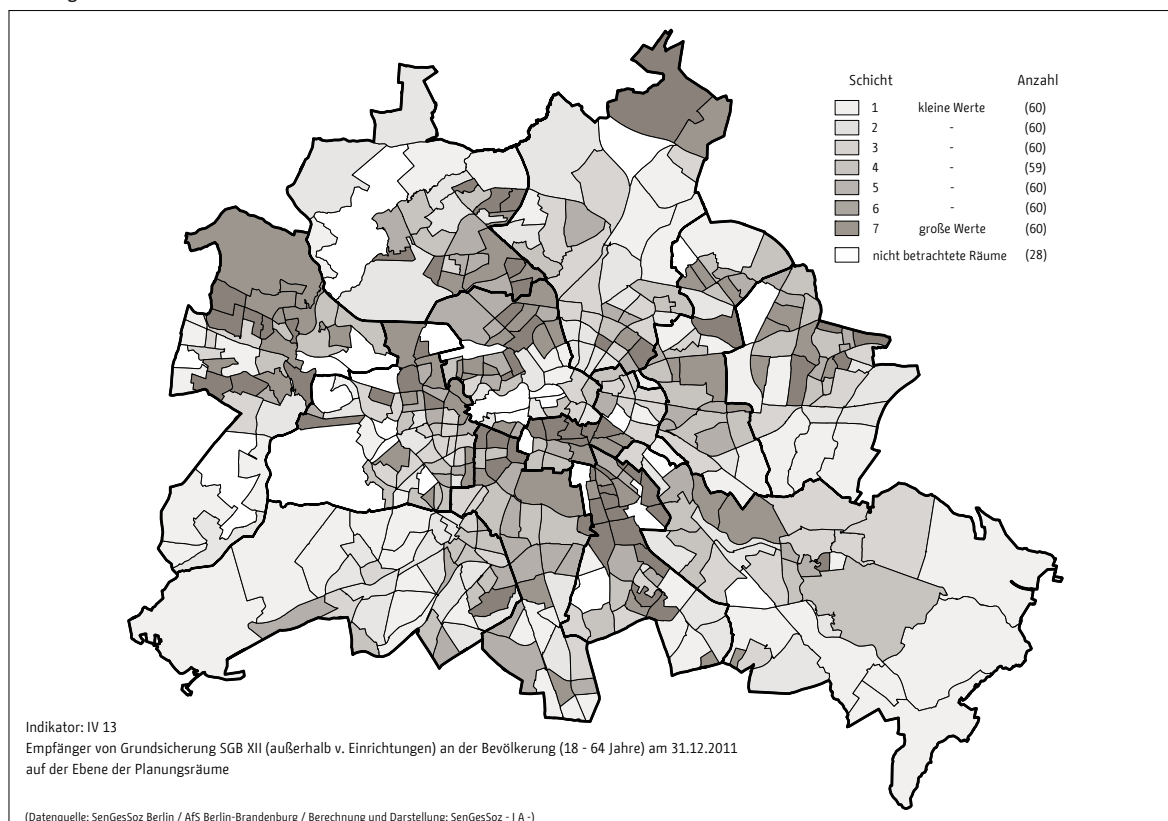 Schicht Anzahl
1 kleine Werte (60)
2 - (60)
3 - (60)
4 - (59)
5 - (60)
6 - (60)
7 große Werte (60)
nicht betrachtete Räume (28)
Indikator: IV 13
Empfänger von Grundsicherung SGB XII (außerhalb v. Einrichtungen) an der Bevölkerung (18 - 64 Jahre) am 31.12.2011
auf der Ebene der Planungsräume
(Datenquelle: SenGesSoz Berlin / AfS Berlin-Brandenburg / Berechnung und Darstellung: SenGesSoz - I A -)